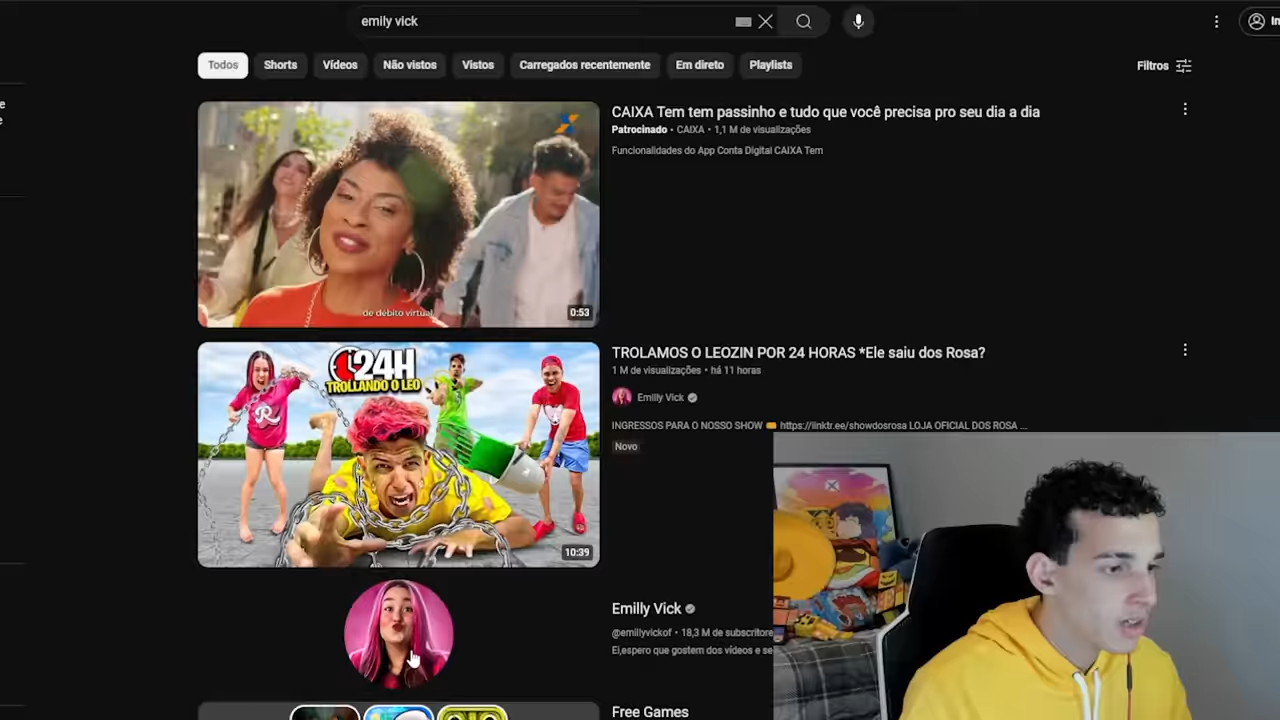 emily vick
In
Todos
Shorts
Vídeos
Não vistos
Vistos
Carregados recentemente
Em direto
Playlists
Filtros
e
e
CAIXA Tem tem passinho e tudo que você precisa pro seu dia a dia
Patrocinado • CAIXA • 1,1 M de visualizações
Funcionalidades do App Conta Digital CAIXA Tem
de débito virtual
0:53
24H
TROLLANDO O LEO
R
10:39
TROLAMOS O LEOZIN POR 24 HORAS *Ele saiu dos Rosa?
1 M de visualizações • há 11 horas
Emilly Vick
INGRESSOS PARA O NOSSO SHOW 🎟️ https://linktr.ee/showdosrosa LOJA OFICIAL DOS ROSA ...
Novo
Emilly Vick
@emillyvickof • 18,3 M de subscritore
Ei,espero que gostem dos vídeos e se
Free Games